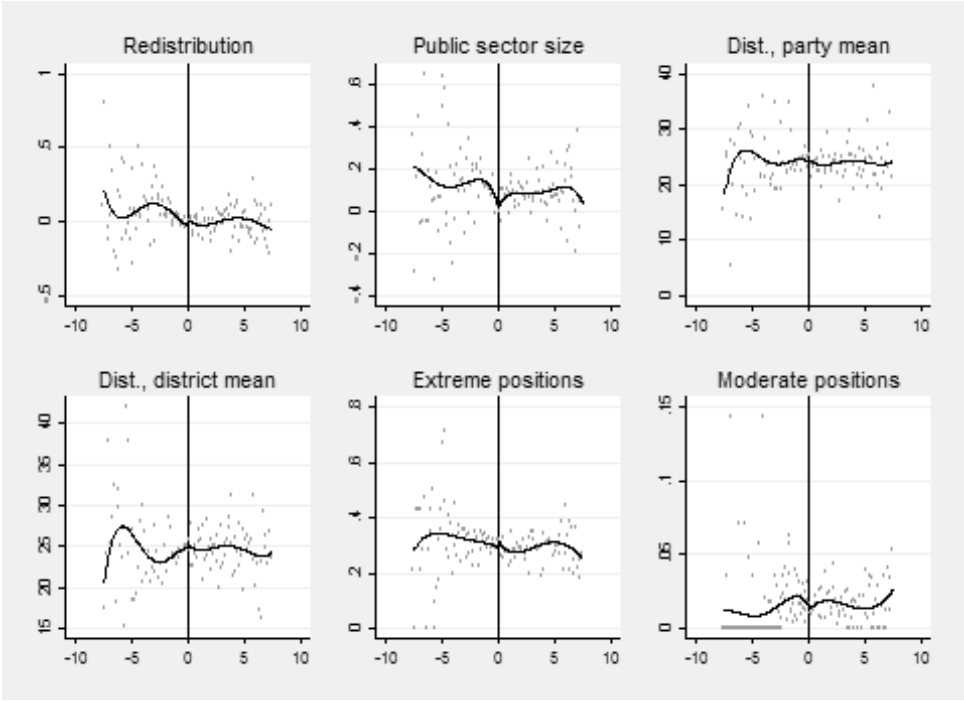 Redistribution
1
.5
0
-.5
-10 -5 0 5 10
Public sector size
.6
.4
.2
0
-.2
-.4
-10 -5 0 5 10
Dist., party mean
40
30
20
10
0
-10 -5 0 5 10
Dist., district mean
40
35
30
25
20
15
-10 -5 0 5 10
Extreme positions
.8
.6
.4
.2
0
-10 -5 0 5 10
Moderate positions
.15
.1
.05
0
-10 -5 0 5 10